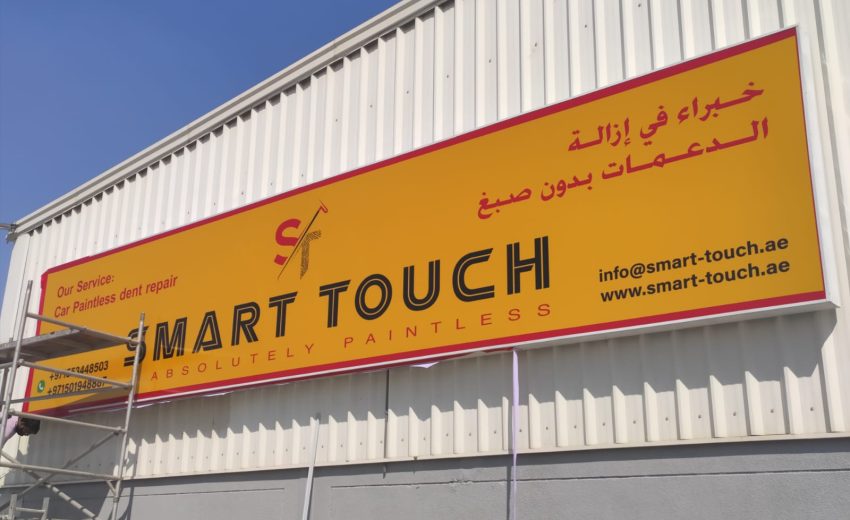 Our Service:
Car Paintless dent repair
ST
SMART TOUCH
ABSOLUTELY PAINTLESS
خبراء في إزالة
الدعمات بدون صبغ
info@smart-touch.ae
www.smart-touch.ae